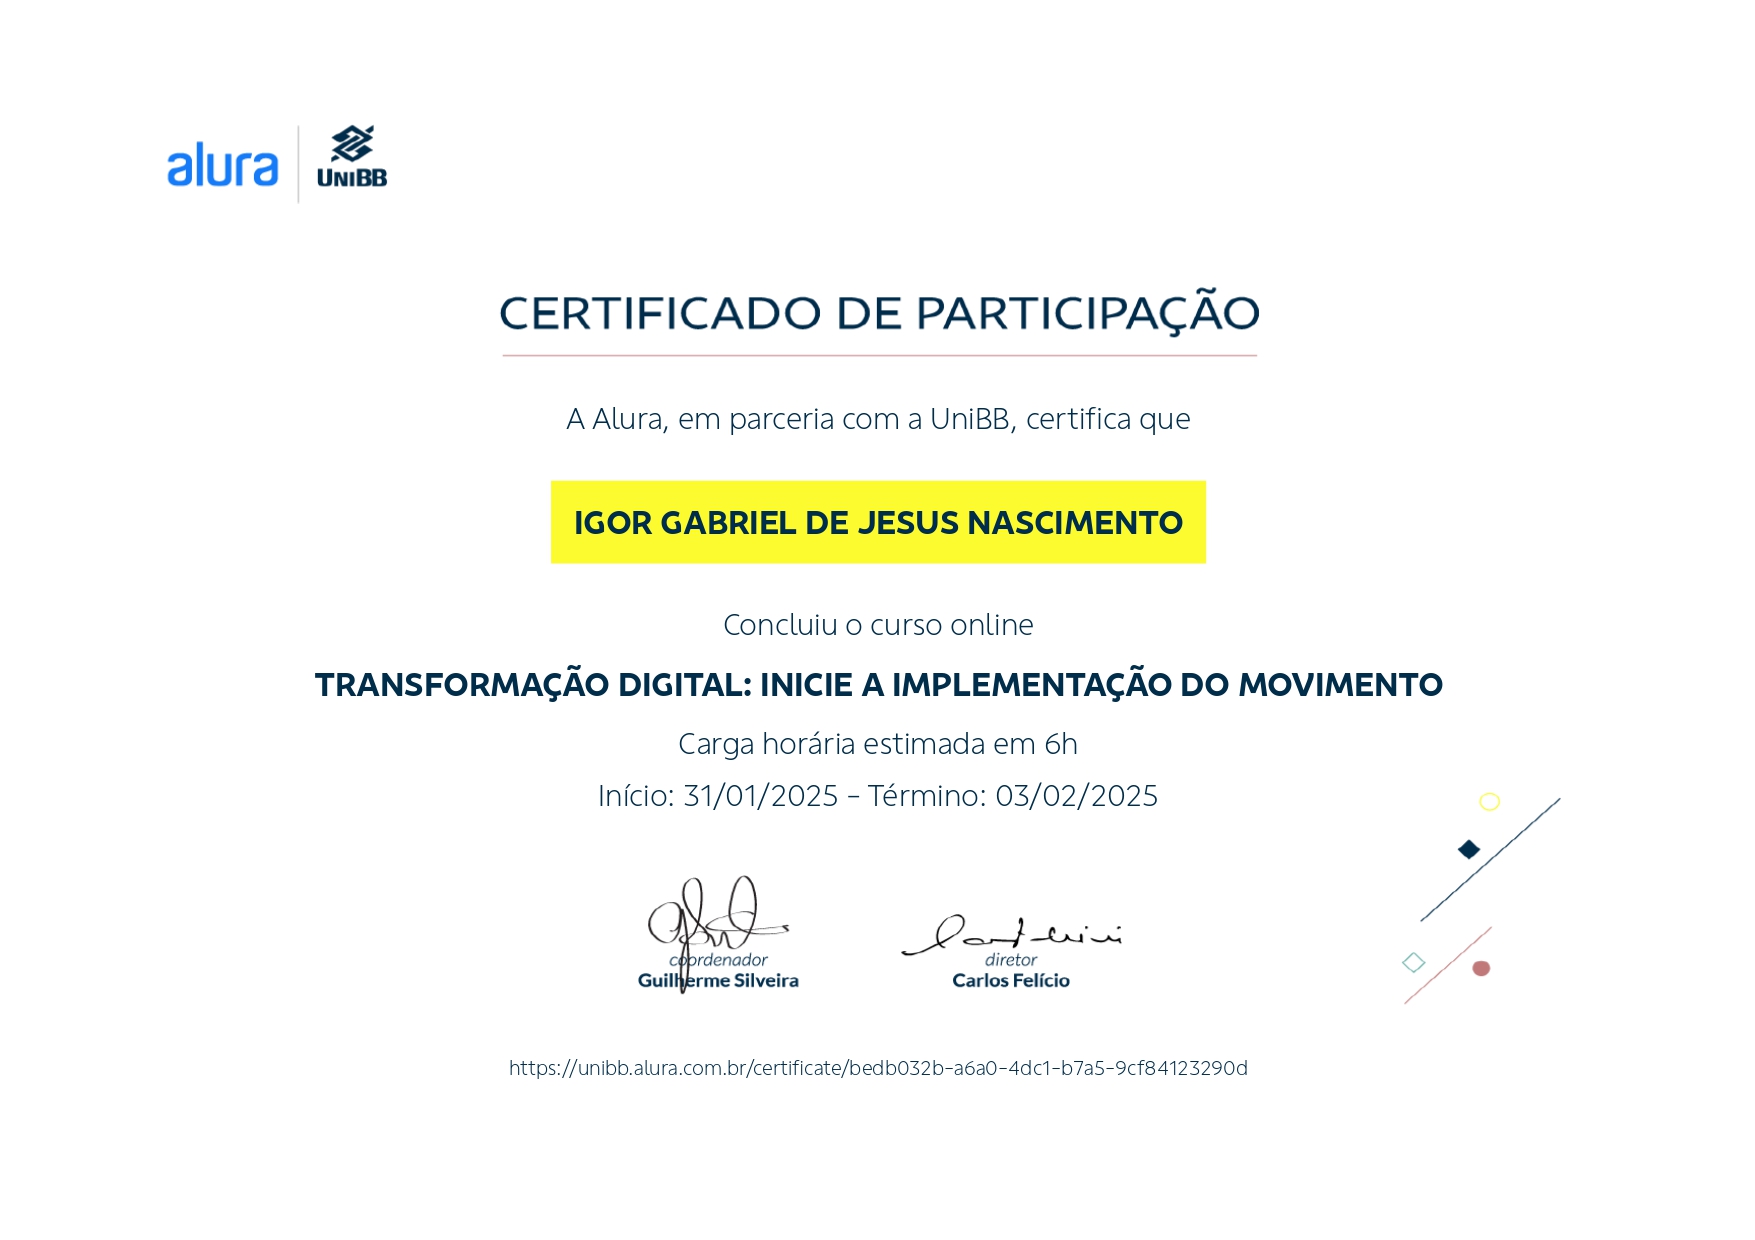 alura
UNIBB
CERTIFICADO DE PARTICIPAÇÃO
A Alura, em parceria com a UniBB, certifica que
IGOR GABRIEL DE JESUS NASCIMENTO
Concluiu o curso online
TRANSFORMAÇÃO DIGITAL: INICIE A IMPLEMENTAÇÃO DO MOVIMENTO
Carga horária estimada em 6h
Início: 31/01/2025 - Término: 03/02/2025
coordenador
Guilherme Silveira
diretor
Carlos Felício
https://unibb.alura.com.br/certificate/bedb032b-a6a0-4dc1-b7a5-9cf84123290d